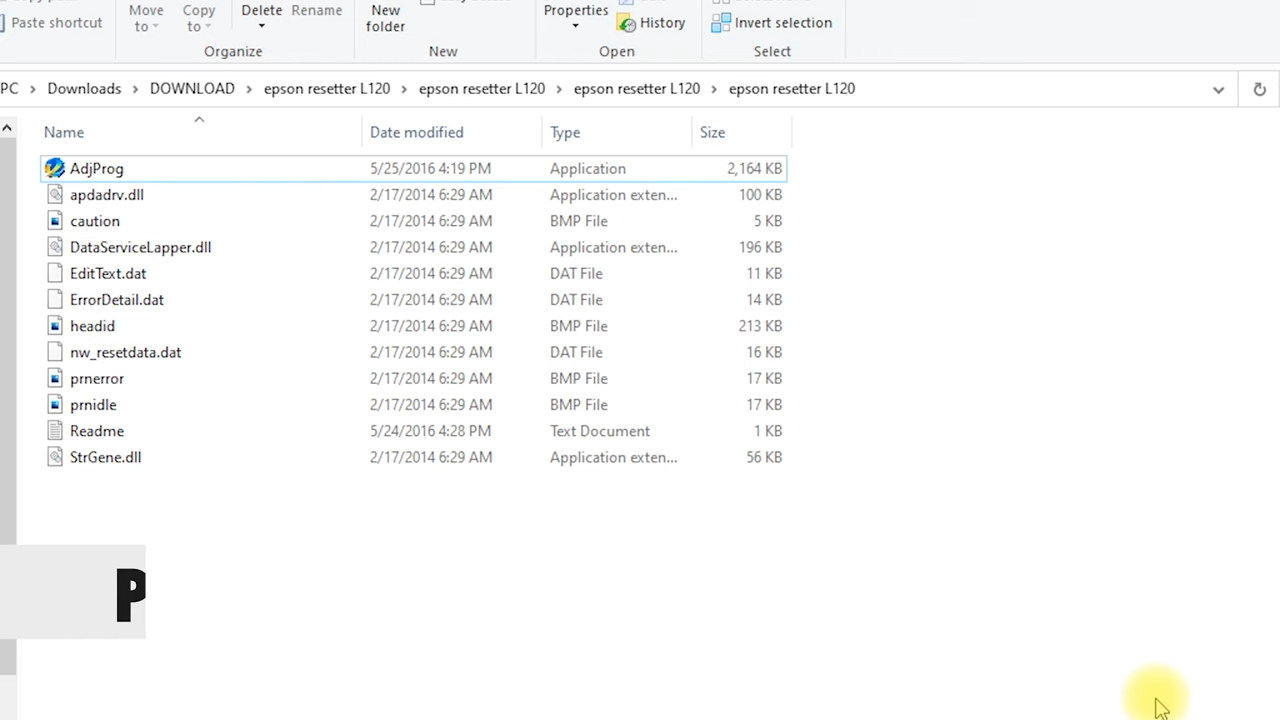 Paste shortcut
Move to
Copy to
Delete
Rename
Organize
New folder
New
Properties
History
Open
Invert selection
Select
PC > Downloads > DOWNLOAD > epson resetter L120 > epson resetter L120 > epson resetter L120 > epson resetter L120
Name Date modified Type Size
AdjProg 5/25/2016 4:19 PM Application 2,164 KB
apdadrv.dll 2/17/2014 6:29 AM Application exten... 100 KB
caution 2/17/2014 6:29 AM BMP File 5 KB
DataServiceLapper.dll 2/17/2014 6:29 AM Application exten... 196 KB
EditText.dat 2/17/2014 6:29 AM DAT File 11 KB
ErrorDetail.dat 2/17/2014 6:29 AM DAT File 14 KB
headid 2/17/2014 6:29 AM BMP File 213 KB
nw_resetdata.dat 2/17/2014 6:29 AM DAT File 16 KB
prnerror 2/17/2014 6:29 AM BMP File 17 KB
prnidle 2/17/2014 6:29 AM BMP File 17 KB
Readme 5/24/2016 4:28 PM Text Document 1 KB
StrGene.dll 2/17/2014 6:29 AM Application exten... 56 KB
P